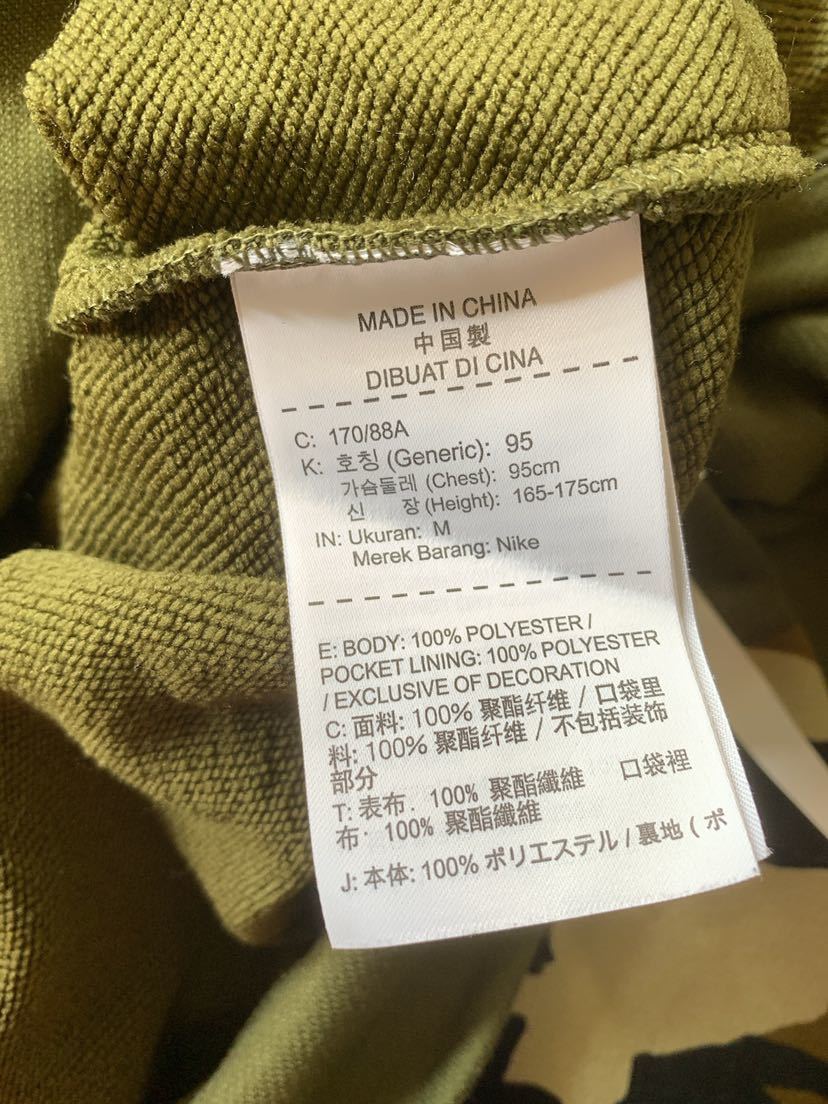 MADE IN CHINA
中国製
DIBUAT DI CINA
C: 170/88A
K: 호칭 (Generic): 95
가슴둘레 (Chest): 95cm
신 장 (Height): 165-175cm
IN: Ukuran: M
Merek Barang: Nike
E: BODY: 100% POLYESTER /
POCKET LINING: 100% POLYESTER
/ EXCLUSIVE OF DECORATION
C: 面料: 100% 聚酯纤维 / 口袋里
料: 100% 聚酯纤维 / 不包括装饰
部分
T: 表布: 100% 聚酯纖維 口袋裡
布: 100% 聚酯纖維
J: 本体: 100% ポリエステル / 裏地 ( ポ